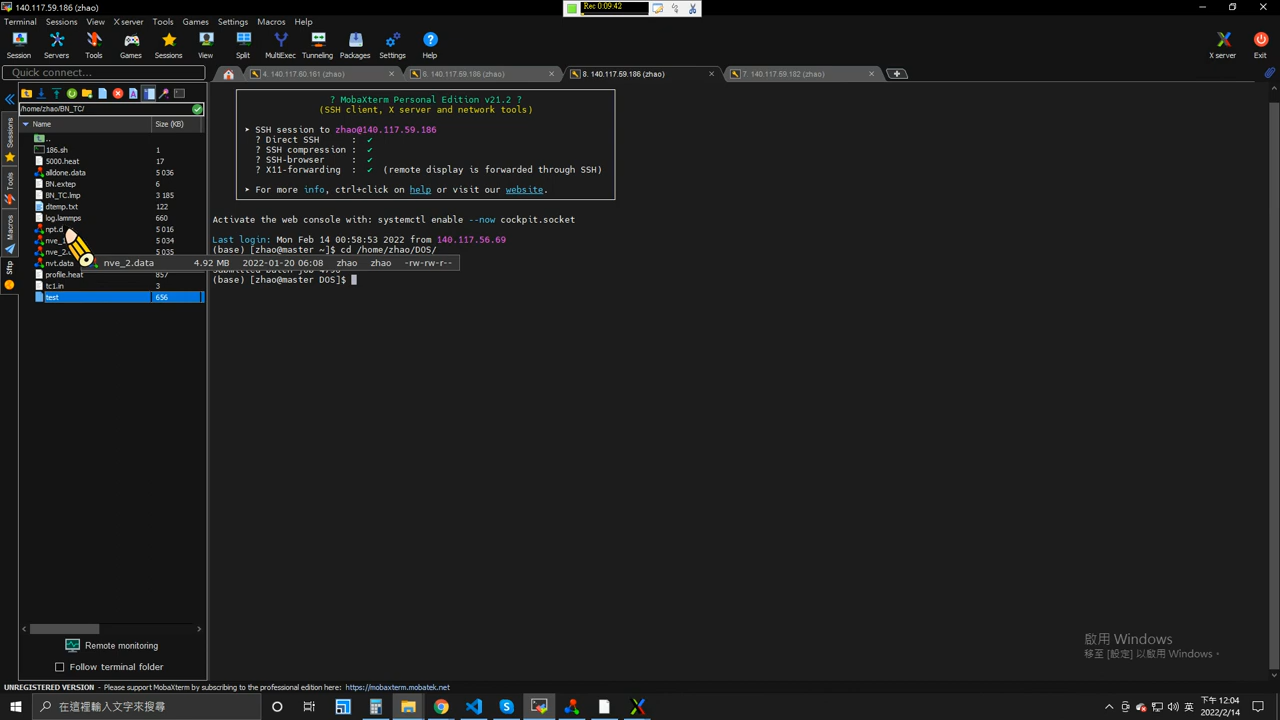 140.117.59.186 (zhao)
Rec 0:09:42
Terminal Sessions View X server Tools Games Settings Macros Help
Session Servers Tools Games Sessions View Split MultiExec Tunneling Packages Settings Help X server Exit
Quick connect...
4. 140.117.60.161 (zhao)
6. 140.117.59.186 (zhao)
8. 140.117.59.186 (zhao)
7. 140.117.59.182 (zhao)
/home/zhao/BN_TC/
Name Size (KB)
..
186.sh 1
5000.heat 17
alldone.data 5 036
BN.extep 6
BN_TC.lmp 3 185
dtemp.txt 122
log.lammps 660
npt.d 5 016
nve_1 5 034
nve_2 5 035
nvt.data
profile.heat 857
tc1.in 3
test 656
nve_2.data 4.92 MB 2022-01-20 06:08 zhao zhao -rw-rw-r--
Sessions
Tools
Macros
Sftp
? MobaXterm Personal Edition v21.2 ?
(SSH client, X server and network tools)
➤ SSH session to zhao@140.117.59.186
? Direct SSH : ✔
? SSH compression : ✔
? SSH-browser : ✔
? X11-forwarding : ✔ (remote display is forwarded through SSH)
➤ For more info, ctrl+click on help or visit our website.
Activate the web console with: systemctl enable --now cockpit.socket
Last login: Mon Feb 14 00:58:53 2022 from 140.117.56.69
(base) [zhao@master ~]$ cd /home/zhao/DOS/
(base) [zhao@master DOS]$
Remote monitoring
Follow terminal folder
啟用 Windows
移至 [設定] 以啟用 Windows。
UNREGISTERED VERSION - Please support MobaXterm by subscribing to the professional edition here: https://mobaxterm.mobatek.net
在這裡輸入文字來搜尋
英
下午 12:04
2022/2/14